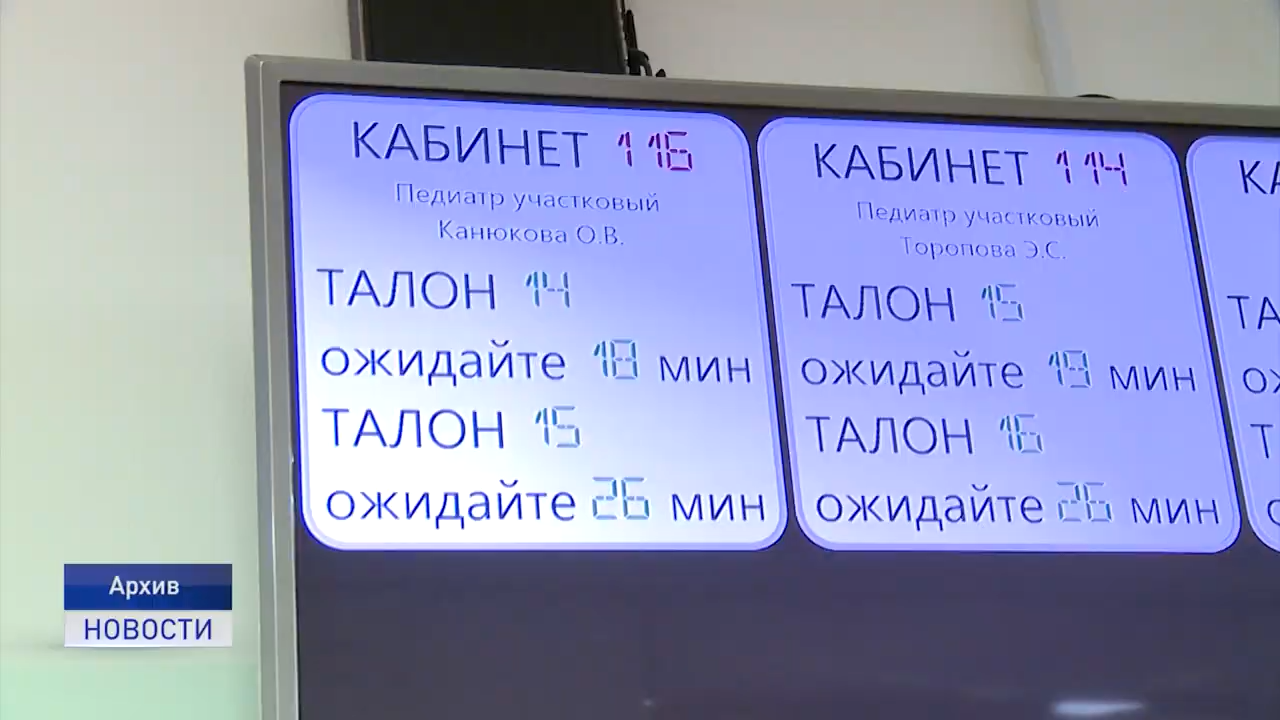 КАБИНЕТ 116
Педиатр участковый
Канюкова О.В.
ТАЛОН 14
ожидайте 18 мин
ТАЛОН 15
ожидайте 26 мин
КАБИНЕТ 114
Педиатр участковый
Торопова Э.С.
ТАЛОН 15
ожидайте 19 мин
ТАЛОН 16
ожидайте 26 мин
Архив
НОВОСТИ